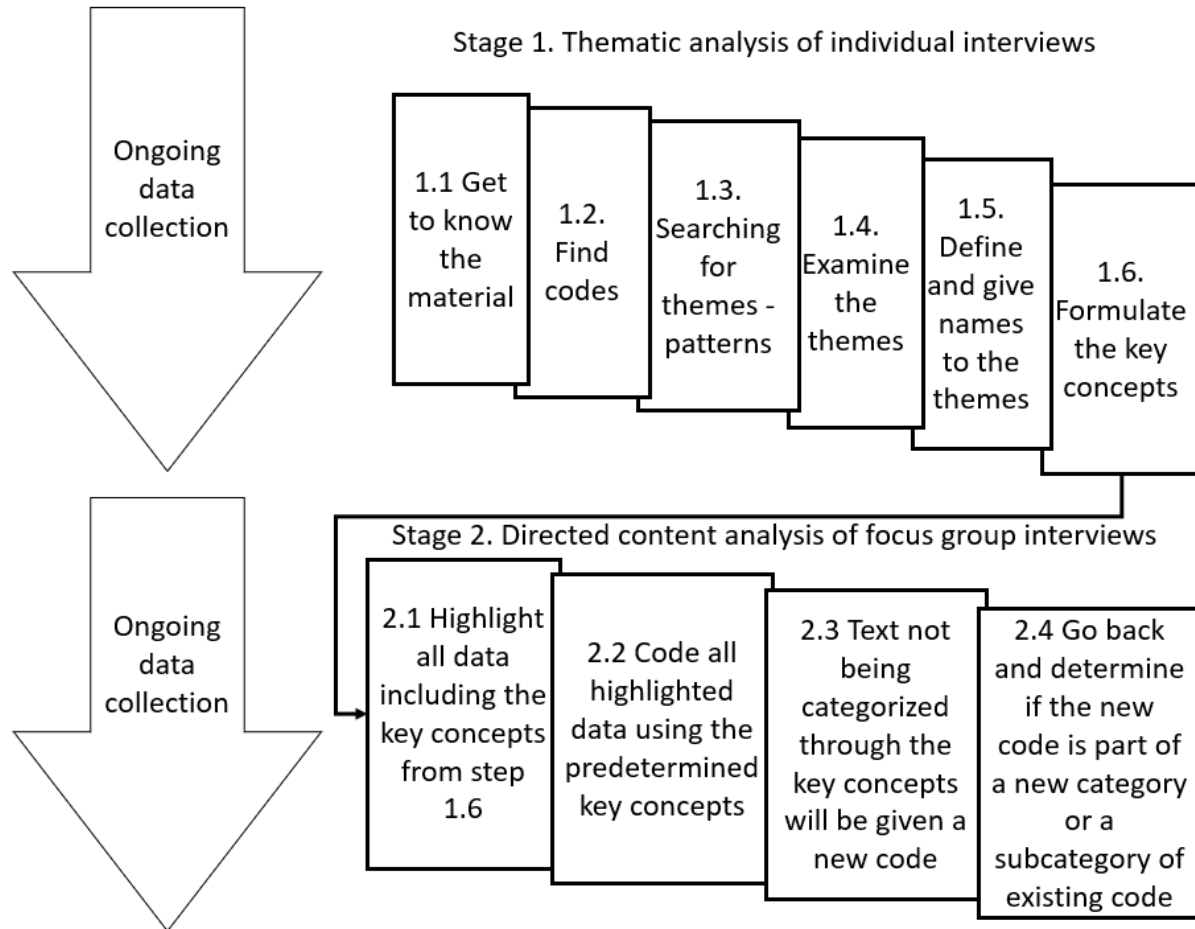 Stage 1. Thematic analysis of individual interviews
Ongoing
data
collection
1.1 Get
to know
the
material
1.2.
Find
codes
1.3.
Searching
for
themes -
patterns
1.4.
Examine
the
themes
1.5.
Define
and give
names
to the
themes
1.6.
Formulate
the key
concepts
Stage 2. Directed content analysis of focus group interviews
Ongoing
data
collection
2.1 Highlight
all data
including the
key concepts
from step
1.6
2.2 Code all
highlighted
data using the
predetermined
key concepts
2.3 Text not
being
categorized
through the
key concepts
will be given a
new code
2.4 Go back
and determine
if the new
code is part of
a new category
or a
subcategory of
existing code